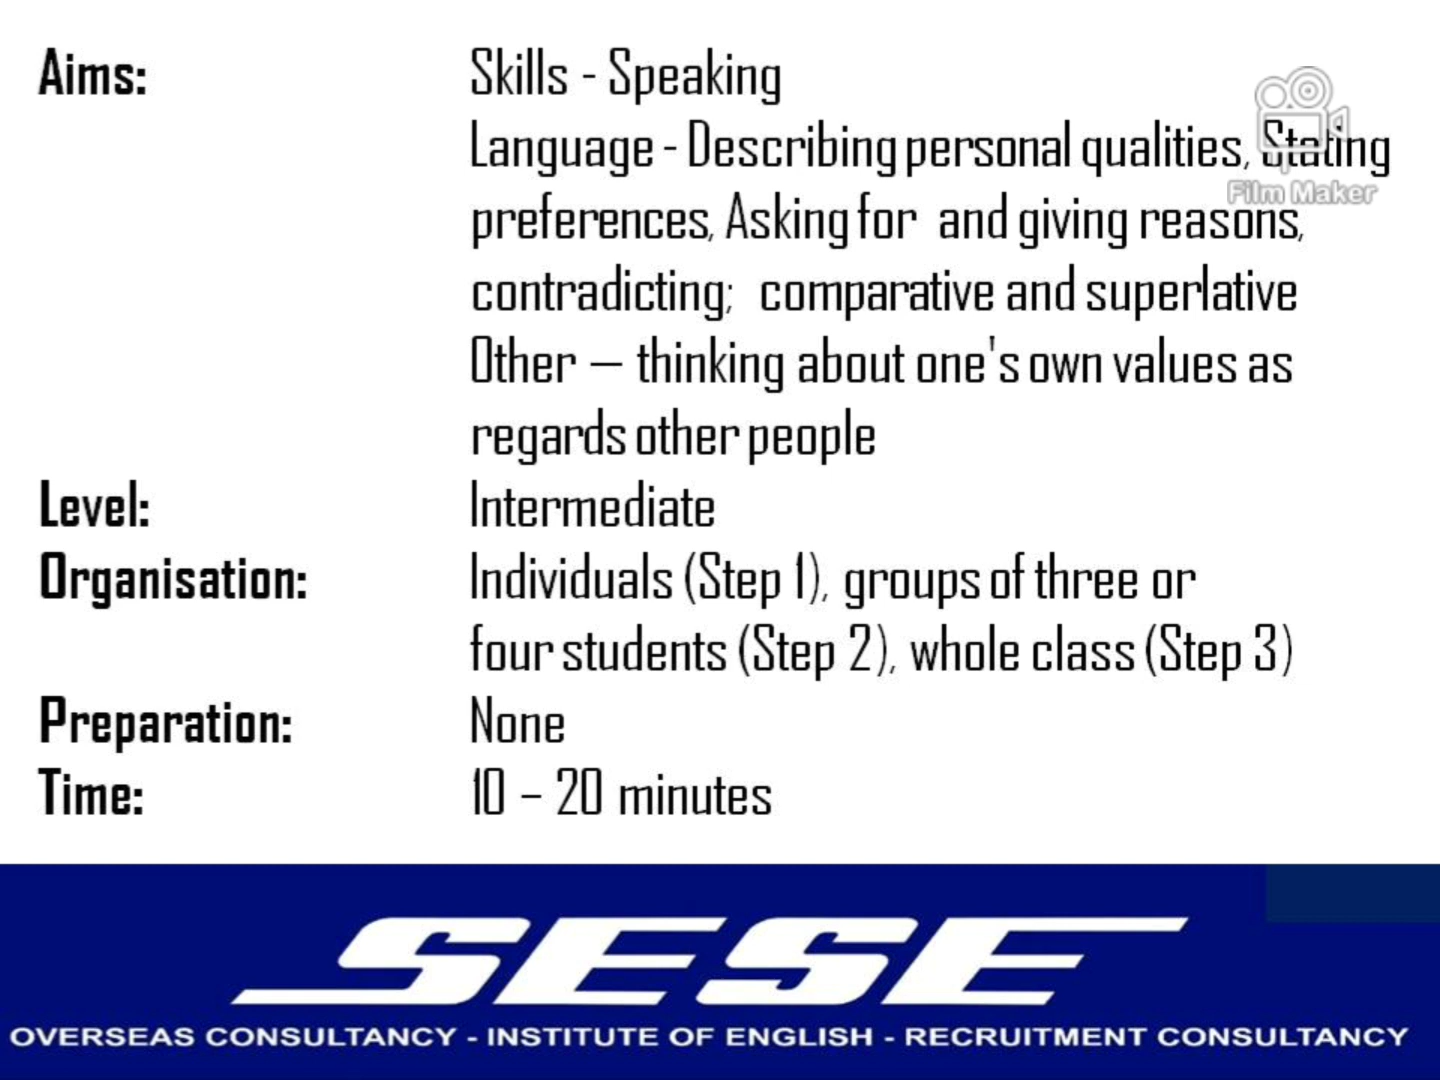 Aims: Skills - Speaking
Language - Describing personal qualities, Stating
preferences, Asking for and giving reasons,
contradicting; comparative and superlative
Other – thinking about one's own values as
regards other people
Level: Intermediate
Organisation: Individuals (Step 1), groups of three or
four students (Step 2), whole class (Step 3)
Preparation: None
Time: 10 – 20 minutes
Film Maker
SESE
OVERSEAS CONSULTANCY - INSTITUTE OF ENGLISH - RECRUITMENT CONSULTANCY